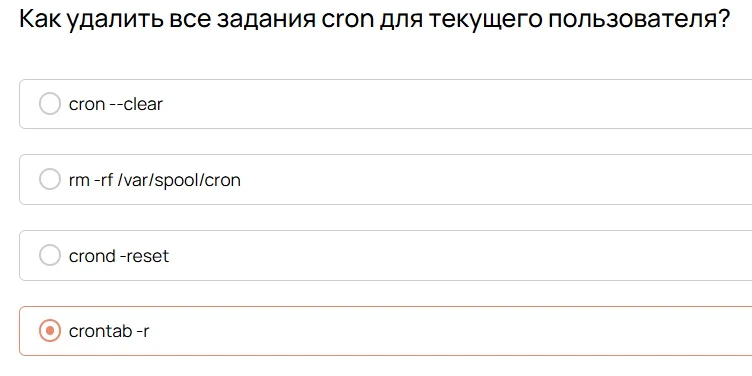 Как удалить все задания cron для текущего пользователя?
cron --clear
rm -rf /var/spool/cron
crond -reset
crontab -r